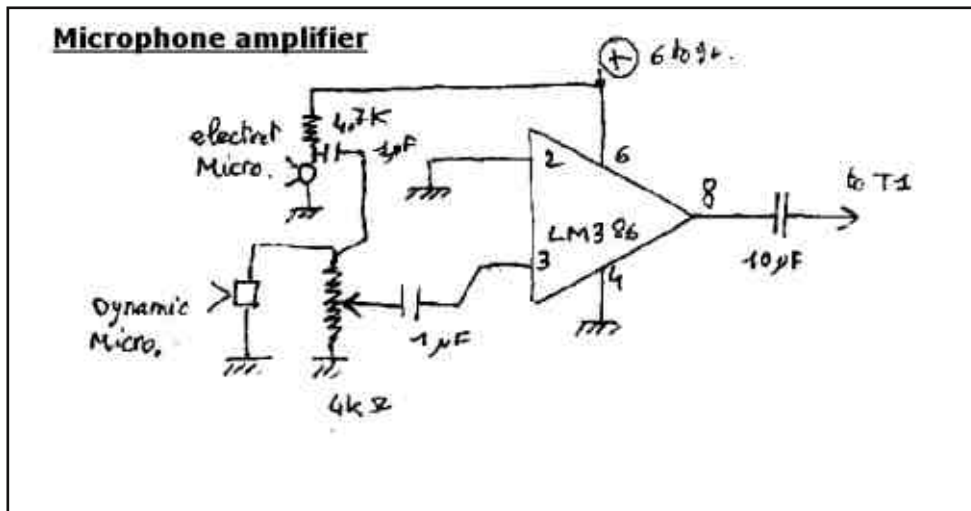 Microphone amplifier
+ 6 to 9v.
4,7K
electret
Micro.
1µF
2
6
8
to T1
LM386
3
4
10µF
Dynamic
Micro.
1µF
4kΩ